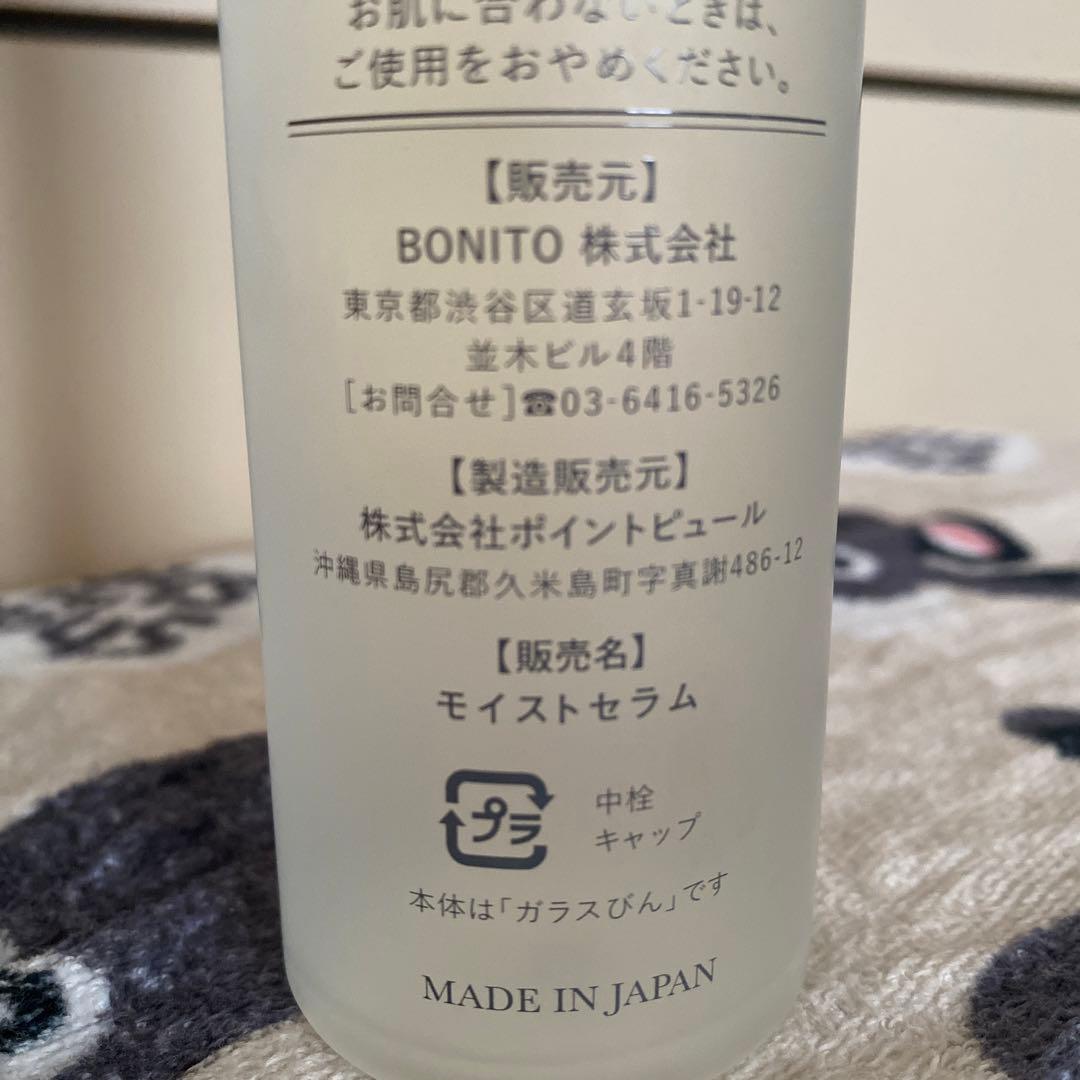 お肌に合わないときは、
ご使用をおやめください。
【販売元】
BONITO 株式会社
東京都渋谷区道玄坂1-19-12
並木ビル4階
[お問合せ]☎03-6416-5326
【製造販売元】
株式会社ポイントピュール
沖縄県島尻郡久米島町字真謝486-12
【販売名】
モイストセラム
プラ
中栓
キャップ
本体は「ガラスびん」です
MADE IN JAPAN